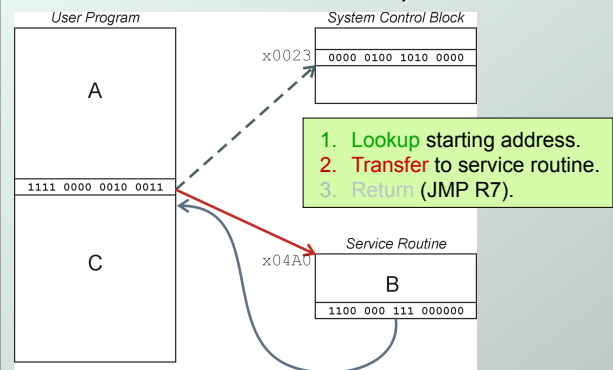 User Program
System Control Block
x0023
0000 0100 1010 0000
A
1. Lookup starting address.
2. Transfer to service routine.
3. Return (JMP R7).
1111 0000 0010 0011
Service Routine
x04A0
C
B
1100 000 111 000000